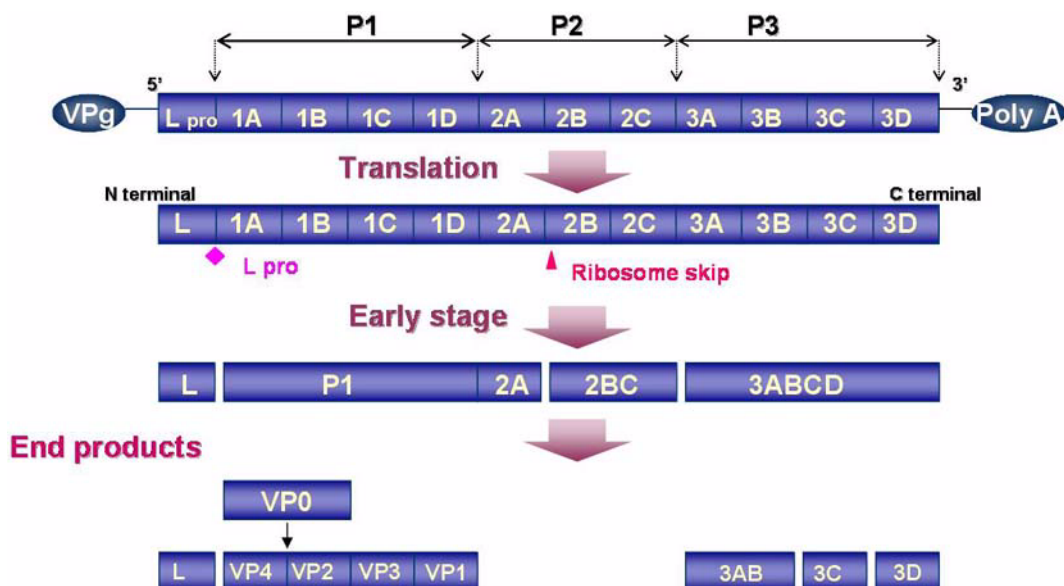 P1 P2 P3
5' 3'
VPg L pro 1A 1B 1C 1D 2A 2B 2C 3A 3B 3C 3D Poly A
Translation
N terminal C terminal
L 1A 1B 1C 1D 2A 2B 2C 3A 3B 3C 3D
L pro Ribosome skip
Early stage
L P1 2A 2BC 3ABCD
End products
VP0
L VP4 VP2 VP3 VP1 3AB 3C 3D